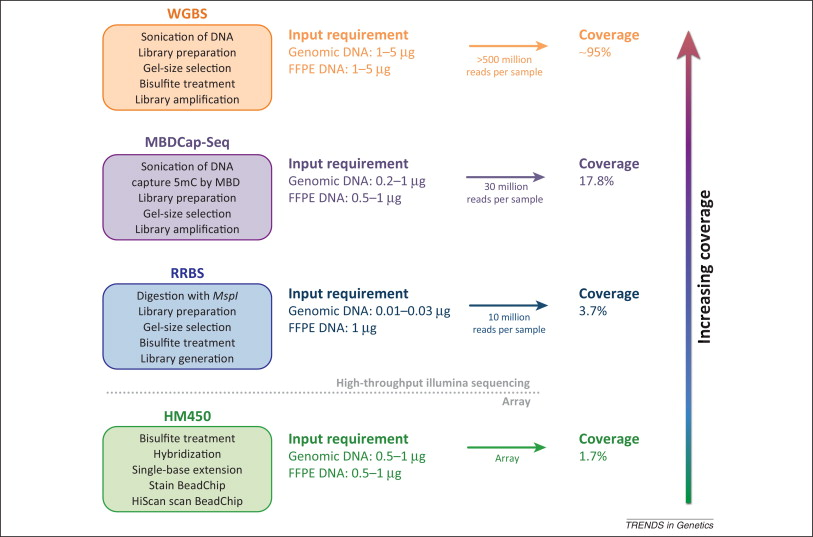 WGBS
Sonication of DNA
Library preparation
Gel-size selection
Bisulfite treatment
Library amplification
Input requirement
Genomic DNA: 1–5 μg
FFPE DNA: 1–5 μg
>500 million
reads per sample
Coverage
~95%
MBDCap-Seq
Sonication of DNA
capture 5mC by MBD
Library preparation
Gel-size selection
Library amplification
Input requirement
Genomic DNA: 0.2–1 μg
FFPE DNA: 0.5–1 μg
30 million
reads per sample
Coverage
17.8%
RRBS
Digestion with MspI
Library preparation
Gel-size selection
Bisulfite treatment
Library generation
Input requirement
Genomic DNA: 0.01–0.03 μg
FFPE DNA: 1 μg
10 million
reads per sample
Coverage
3.7%
High-throughput illumina sequencing
Array
HM450
Bisulfite treatment
Hybridization
Single-base extension
Stain BeadChip
HiScan scan BeadChip
Input requirement
Genomic DNA: 0.5–1 μg
FFPE DNA: 0.5–1 μg
Array
Coverage
1.7%
Increasing coverage
TRENDS in Genetics